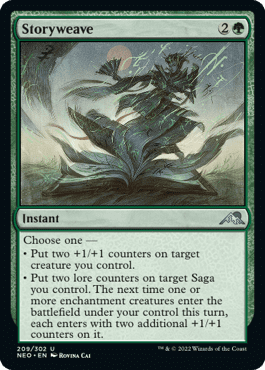 Storyweave 2
Instant
Choose one —
• Put two +1/+1 counters on target
creature you control.
• Put two lore counters on target Saga
you control. The next time one or
more enchantment creatures enter the
battlefield under your control this turn,
each enters with two additional +1/+1
counters on it.
209/302 U
NEO • EN ROVINA CAI
™ & © 2022 Wizards of the Coast